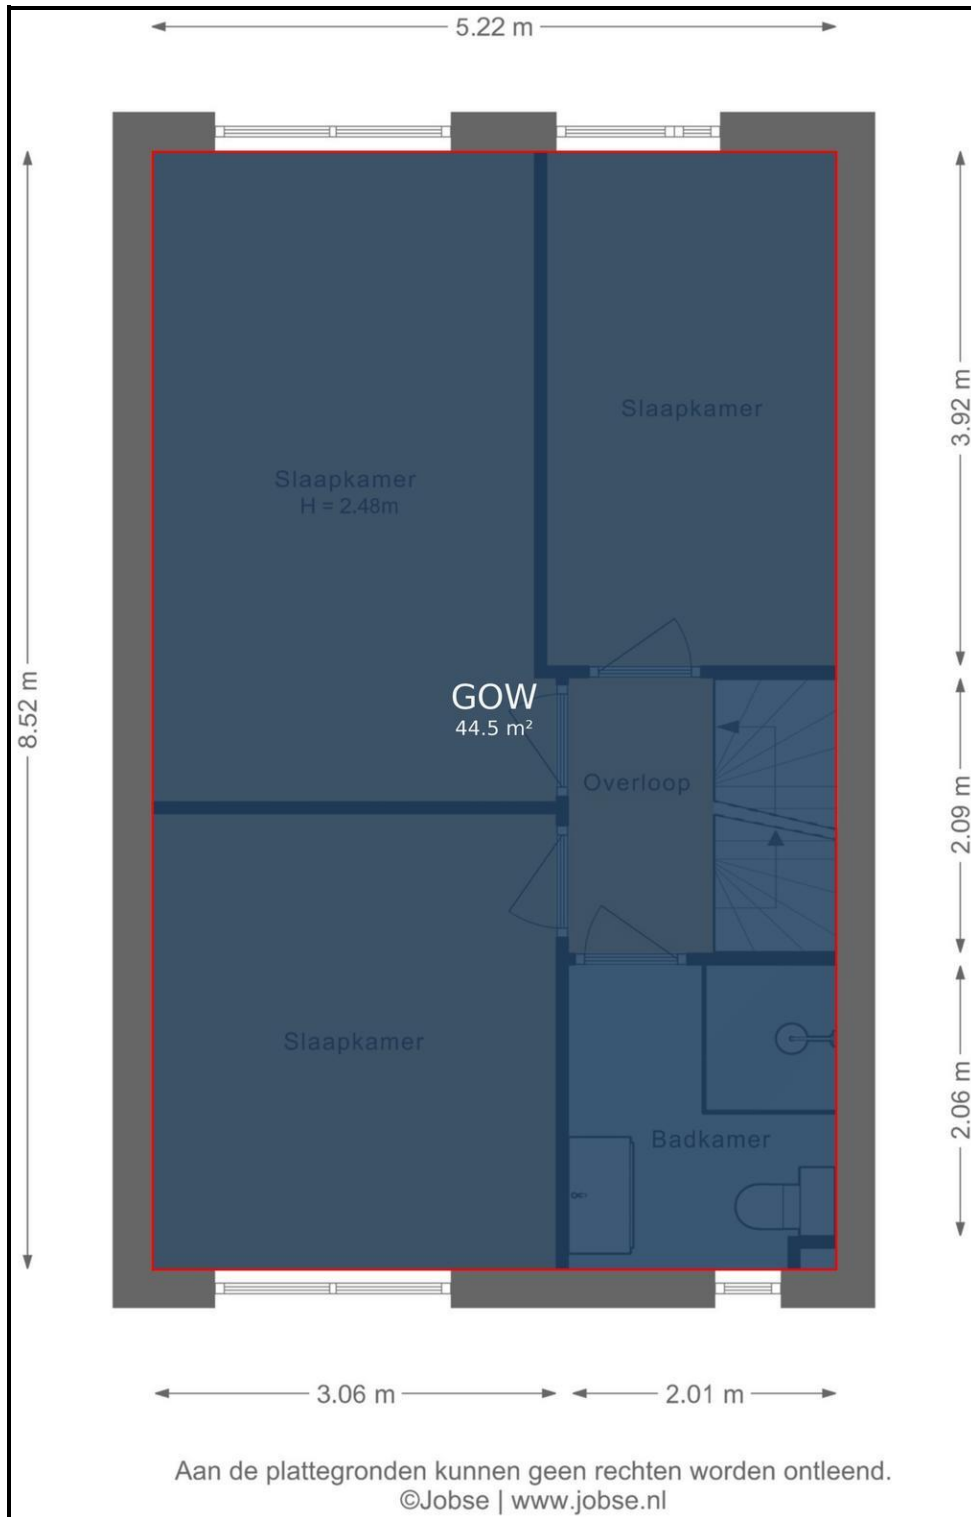 5.22 m
Slaapkamer
3.92 m
Slaapkamer
H = 2.48m
8.52 m
GOW
44.5 m²
Overloop
2.09 m
Slaapkamer
2.06 m
Badkamer
3.06 m
2.01 m
Aan de plattegronden kunnen geen rechten worden ontleend.
©Jobse | www.jobse.nl